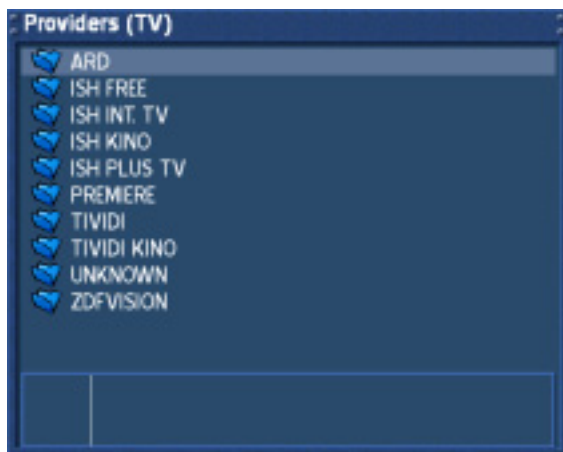 Providers (TV)
ARD
ISH FREE
ISH INT. TV
ISH KINO
ISH PLUS TV
PREMIERE
TIVIDI
TIVIDI KINO
UNKNOWN
ZDFVISION